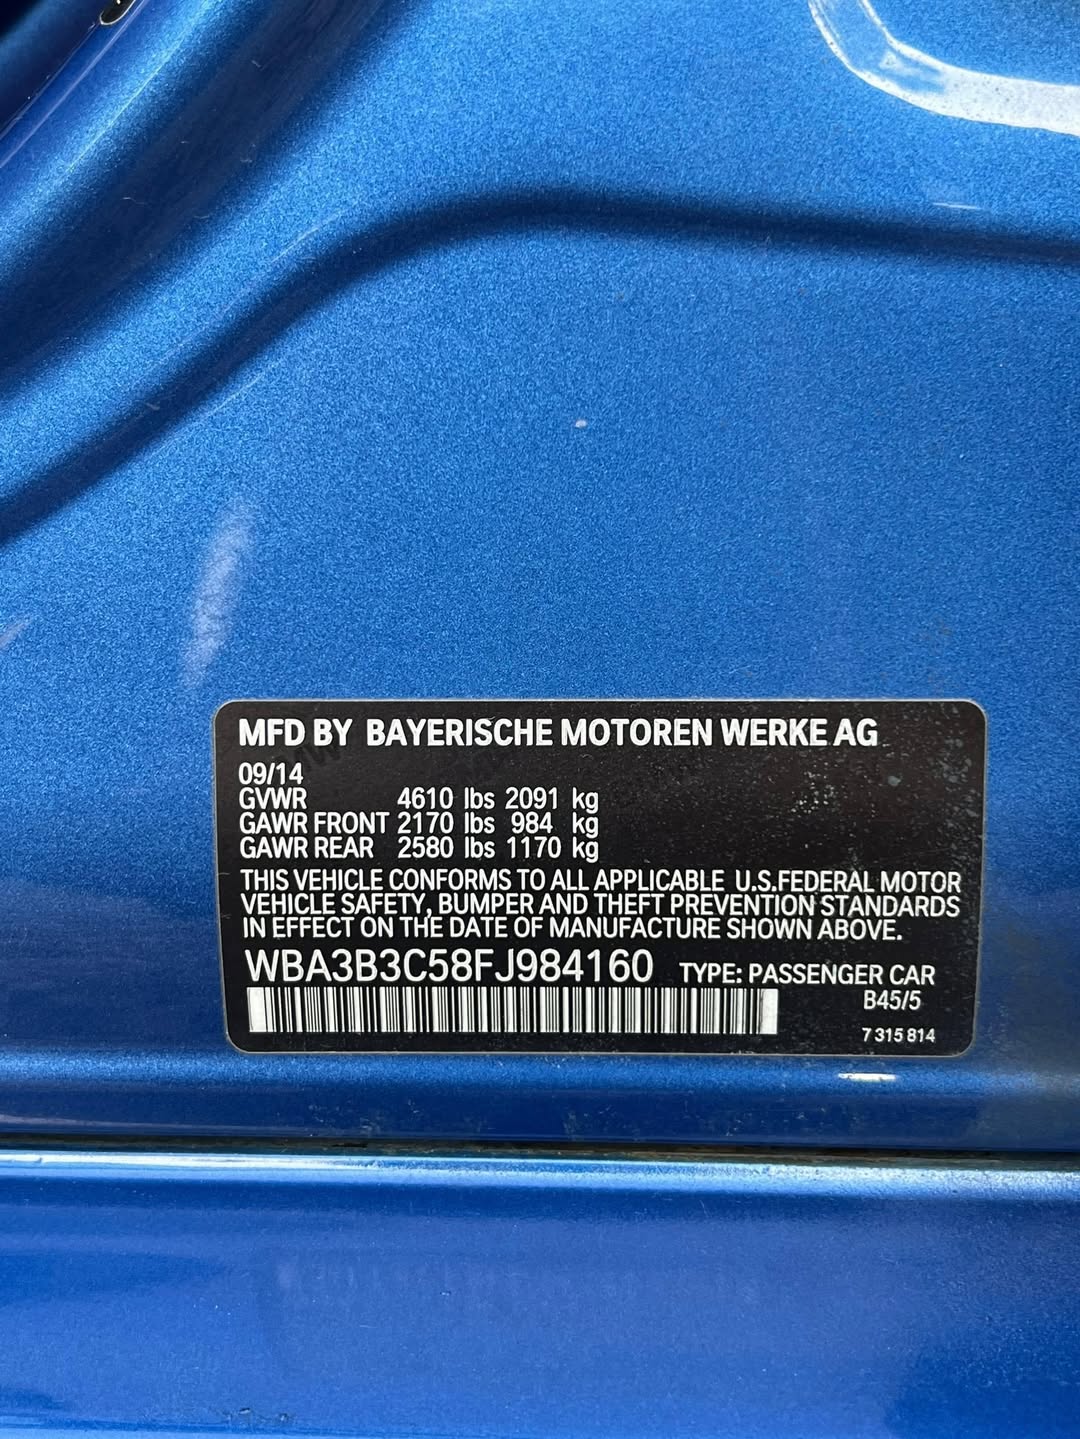 MFD BY BAYERISCHE MOTOREN WERKE AG
09/14
GVWR 4610 lbs 2091 kg
GAWR FRONT 2170 lbs 984 kg
GAWR REAR 2580 lbs 1170 kg
THIS VEHICLE CONFORMS TO ALL APPLICABLE U.S.FEDERAL MOTOR
VEHICLE SAFETY, BUMPER AND THEFT PREVENTION STANDARDS
IN EFFECT ON THE DATE OF MANUFACTURE SHOWN ABOVE.
WBA3B3C58FJ984160 TYPE: PASSENGER CAR
B45/5
7 315 814